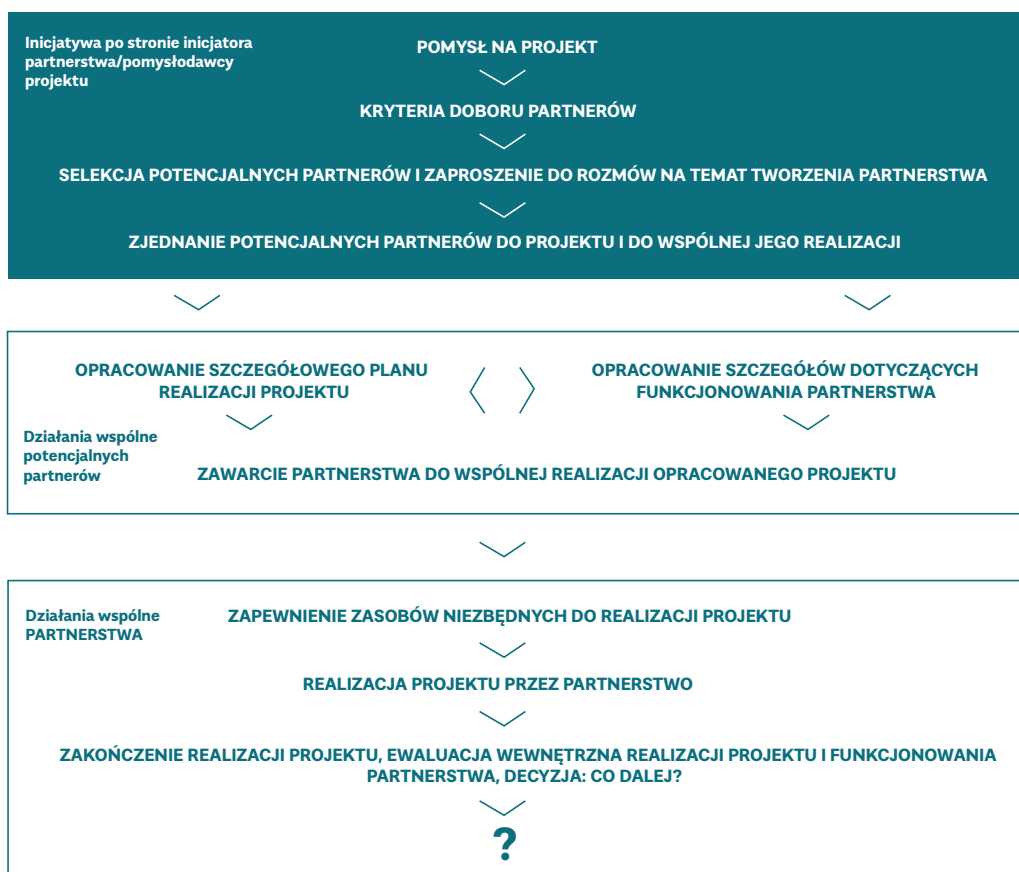 Inicjatywa po stronie inicjatora
partnerstwa/pomysłodawcy
projektu
POMYSŁ NA PROJEKT
KRYTERIA DOBORU PARTNERÓW
SELEKCJA POTENCJALNYCH PARTNERÓW I ZAPROSZENIE DO ROZMÓW NA TEMAT TWORZENIA PARTNERSTWA
ZJEDNANIE POTENCJALNYCH PARTNERÓW DO PROJEKTU I DO WSPÓLNEJ JEGO REALIZACJI
OPRACOWANIE SZCZEGÓŁOWEGO PLANU
REALIZACJI PROJEKTU
OPRACOWANIE SZCZEGÓŁÓW DOTYCZĄCYCH
FUNKCJONOWANIA PARTNERSTWA
Działania wspólne
potencjalnych
partnerów
ZAWARCIE PARTNERSTWA DO WSPÓLNEJ REALIZACJI OPRACOWANEGO PROJEKTU
Działania wspólne
PARTNERSTWA
ZAPEWNIENIE ZASOBÓW NIEZBĘDNYCH DO REALIZACJI PROJEKTU
REALIZACJA PROJEKTU PRZEZ PARTNERSTWO
ZAKOŃCZENIE REALIZACJI PROJEKTU, EWALUACJA WEWNĘTRZNA REALIZACJI PROJEKTU I FUNKCJONOWANIA
PARTNERSTWA, DECYZJA: CO DALEJ?
?